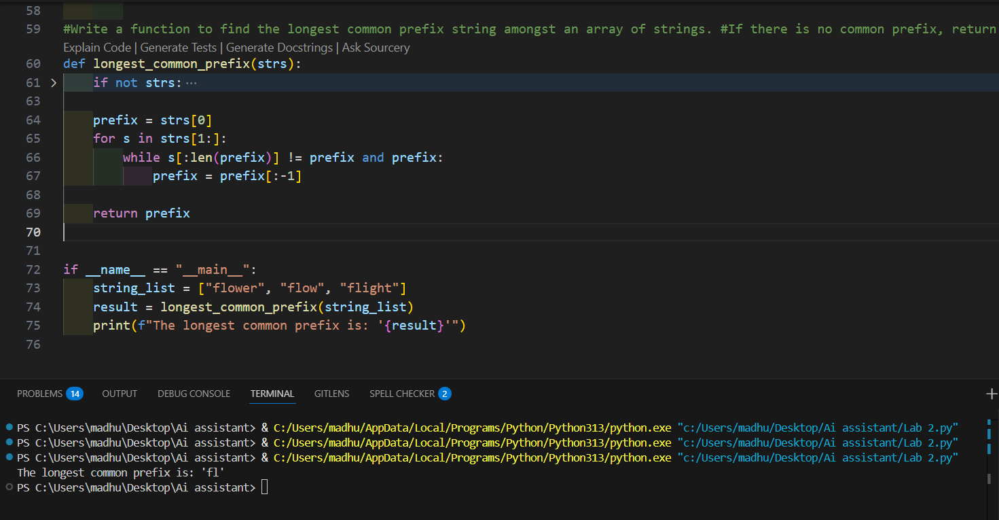 58
59 #Write a function to find the longest common prefix string amongst an array of strings. #If there is no common prefix, return
Explain Code | Generate Tests | Generate Docstrings | Ask Sourcery
60 def longest_common_prefix(strs):
61 > if not strs: ···
63
64 prefix = strs[0]
65 for s in strs[1:]:
66 while s[:len(prefix)] != prefix and prefix:
67 prefix = prefix[:-1]
68
69 return prefix
70
71
72 if __name__ == "__main__":
73 string_list = ["flower", "flow", "flight"]
74 result = longest_common_prefix(string_list)
75 print(f"The longest common prefix is: '{result}'")
76
PROBLEMS 14 OUTPUT DEBUG CONSOLE TERMINAL GITLENS SPELL CHECKER 2 +
PS C:\Users\madhu\Desktop\Ai assistant> & C:/Users/madhu/AppData/Local/Programs/Python/Python313/python.exe "c:/Users/madhu/Desktop/Ai assistant/Lab 2.py"
PS C:\Users\madhu\Desktop\Ai assistant> & C:/Users/madhu/AppData/Local/Programs/Python/Python313/python.exe "c:/Users/madhu/Desktop/Ai assistant/Lab 2.py"
PS C:\Users\madhu\Desktop\Ai assistant> & C:/Users/madhu/AppData/Local/Programs/Python/Python313/python.exe "c:/Users/madhu/Desktop/Ai assistant/Lab 2.py"
The longest common prefix is: 'fl'
PS C:\Users\madhu\Desktop\Ai assistant>